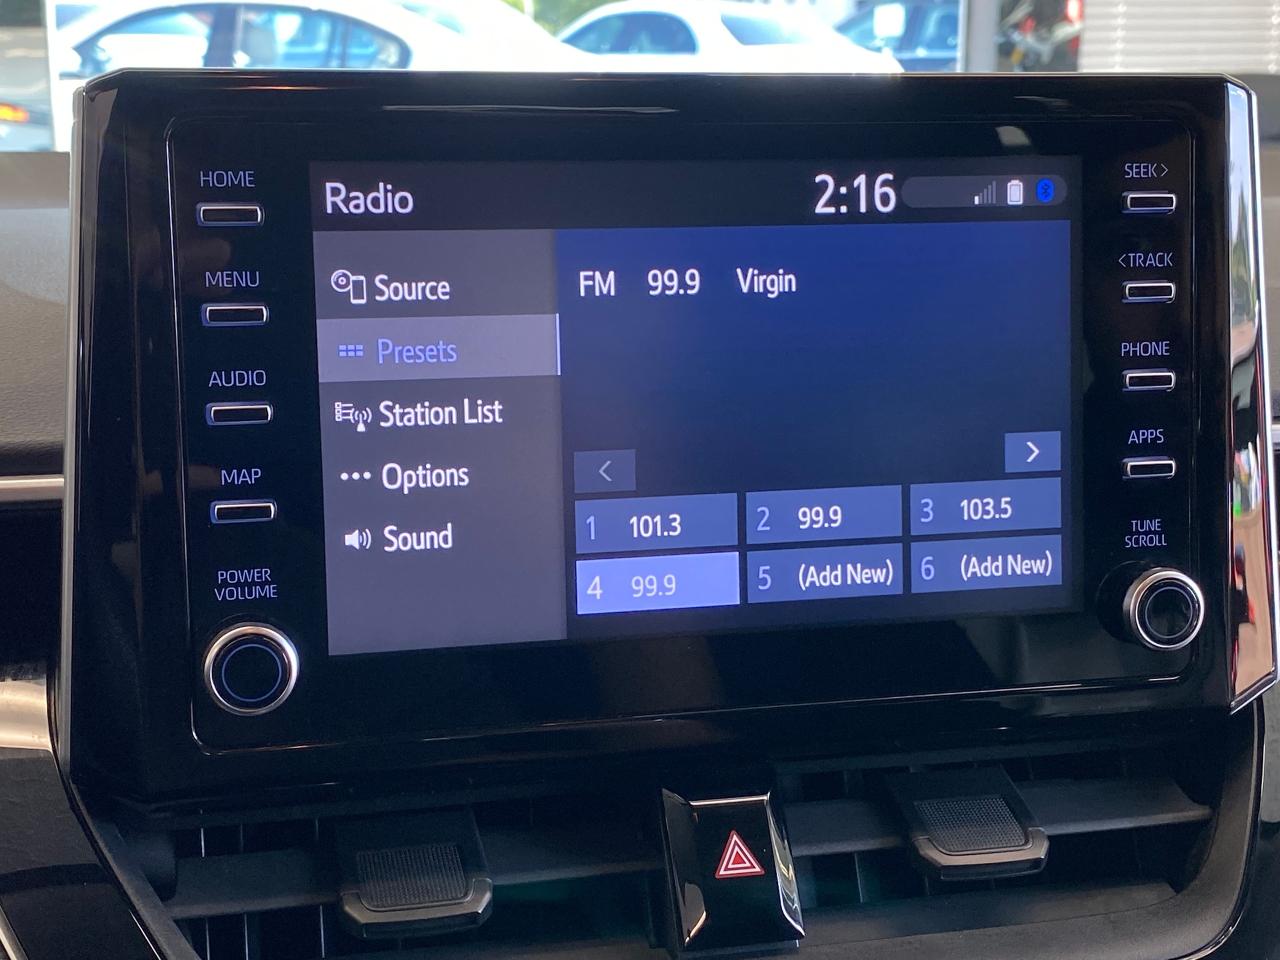 HOME
MENU
AUDIO
MAP
POWER
VOLUME
Radio
2:16
Source
Presets
Station List
Options
Sound
FM 99.9 Virgin
<
>
1 101.3
2 99.9
3 103.5
4 99.9
5 (Add New)
6 (Add New)
SEEK >
< TRACK
PHONE
APPS
TUNE
SCROLL